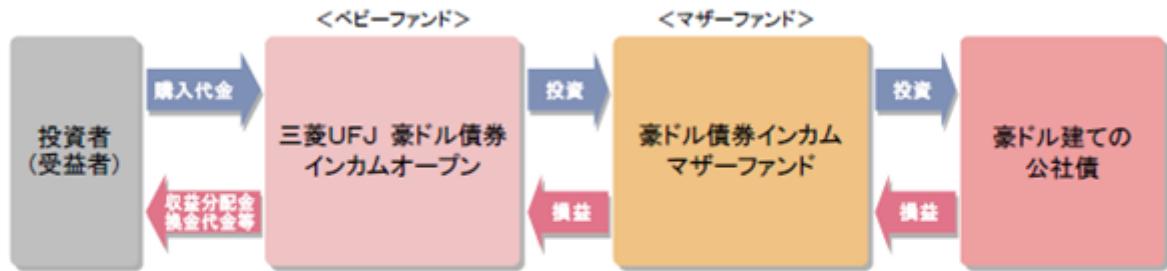 <ベビーファンド>
<マザーファンド>
購入代金
投資
投資
投資者
(受益者)
三菱UFJ 豪ドル債券
インカムオープン
豪ドル債券インカム
マザーファンド
豪ドル建ての
公社債
収益分配金
換金代金等
損益
損益